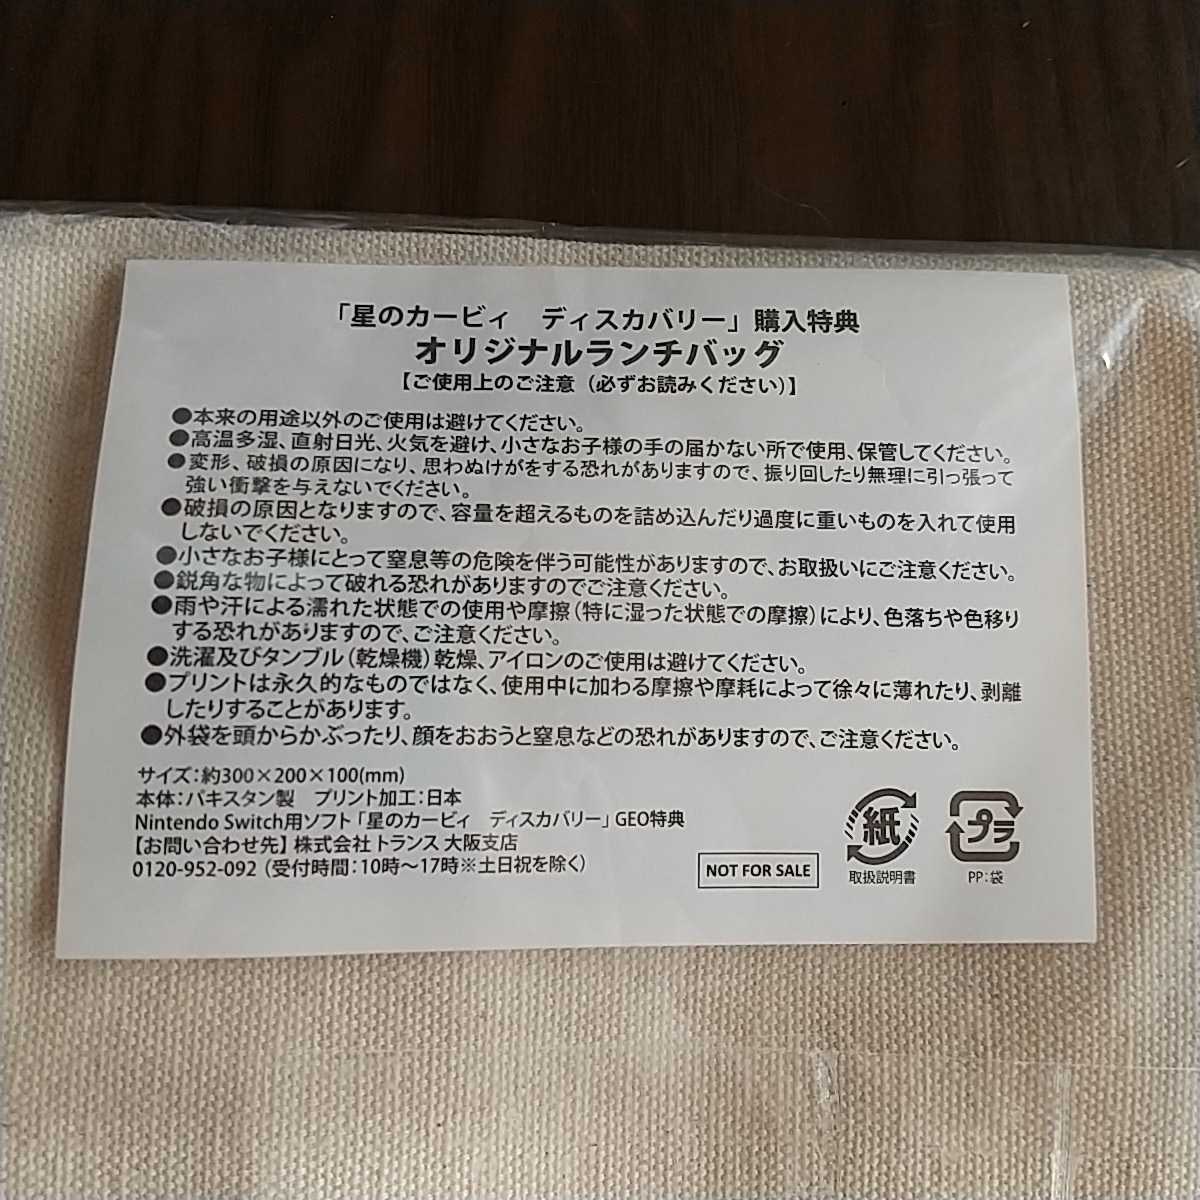 「星のカービィ　ディスカバリー」購入特典
オリジナルランチバッグ
【ご使用上のご注意（必ずお読みください）】
●本来の用途以外のご使用は避けてください。
●高温多湿、直射日光、火気を避け、小さなお子様の手の届かない所で使用、保管してください。
●変形、破損の原因になり、思わぬけがをする恐れがありますので、振り回したり無理に引っ張って
強い衝撃を与えないでください。
●破損の原因となりますので、容量を超えるものを詰め込んだり過度に重いものを入れて使用
しないでください。
●小さなお子様にとって窒息等の危険を伴う可能性がありますので、お取扱いにご注意ください。
●鋭角な物によって破れる恐れがありますのでご注意ください。
●雨や汗による濡れた状態での使用や摩擦（特に湿った状態での摩擦）により、色落ちや色移り
する恐れがありますので、ご注意ください。
●洗濯及びタンブル（乾燥機）乾燥、アイロンのご使用は避けてください。
●プリントは永久的なものではなく、使用中に加わる摩擦や摩耗によって徐々に薄れたり、剥離
したりすることがあります。
●外袋を頭からかぶったり、顔をおおうと窒息などの恐れがありますので、ご注意ください。
サイズ：約300×200×100(mm)
本体：パキスタン製　プリント加工：日本
Nintendo Switch用ソフト「星のカービィ　ディスカバリー」GEO特典
【お問い合わせ先】株式会社 トランス 大阪支店
0120-952-092（受付時間：10時～17時※土日祝を除く）
NOT FOR SALE
紙
取扱説明書
プラ
PP：袋